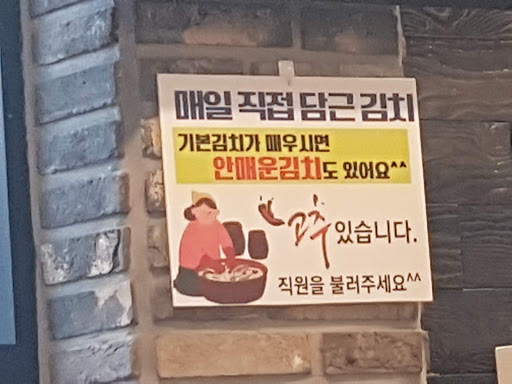 매일 직접 담근 김치
기본김치가 매우시면
안매운김치도 있어요^^
고추 있습니다.
직원을 불러주세요^^